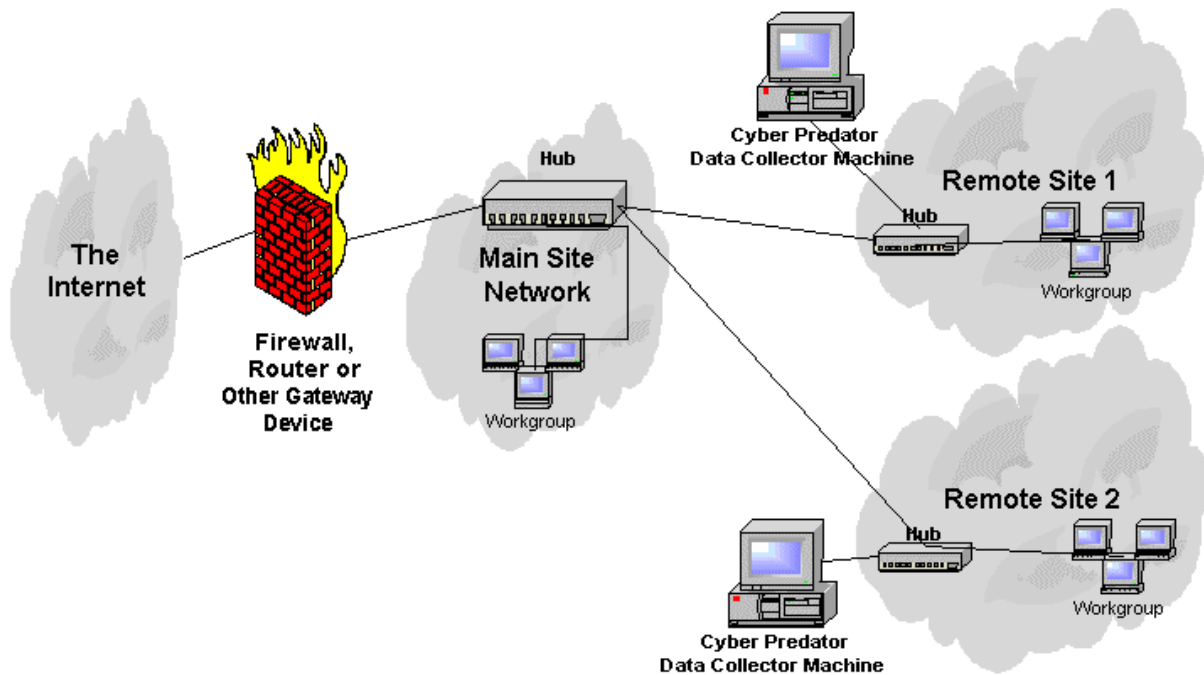 The
Internet
Firewall,
Router or
Other Gateway
Device
Hub
Main Site
Network
Workgroup
Cyber Predator
Data Collector Machine
Remote Site 1
Hub
Workgroup
Remote Site 2
Hub
Workgroup
Cyber Predator
Data Collector Machine